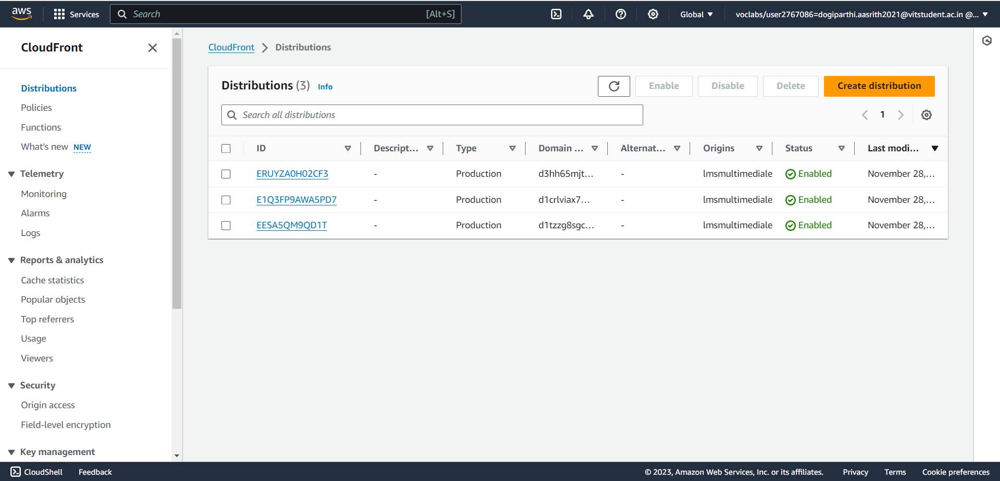 aws
Services
Search
[Alt+S]
Global
voclabs/user2767086=dogiparthi.aasrith2021@vitstudent.ac.in @...
CloudFront
Distributions
Policies
Functions
What's new NEW
Telemetry
Monitoring
Alarms
Logs
Reports & analytics
Cache statistics
Popular objects
Top referrers
Usage
Viewers
Security
Origin access
Field-level encryption
Key management
CloudFront
Distributions
Distributions (3) Info
Enable
Disable
Delete
Create distribution
Search all distributions
1
ID Descript... Type Domain ... Alternat... Origins Status Last modi...
ERUYZA0H02CF3 - Production d3hh65mjt... - lmsmultimediale Enabled November 28,...
E1Q3FP9AWA5PD7 - Production d1crlviax7... - lmsmultimediale Enabled November 28,...
EESA5QM9QD1T - Production d1tzzg8sgc... - lmsmultimediale Enabled November 28,...
CloudShell
Feedback
© 2023, Amazon Web Services, Inc. or its affiliates.
Privacy
Terms
Cookie preferences